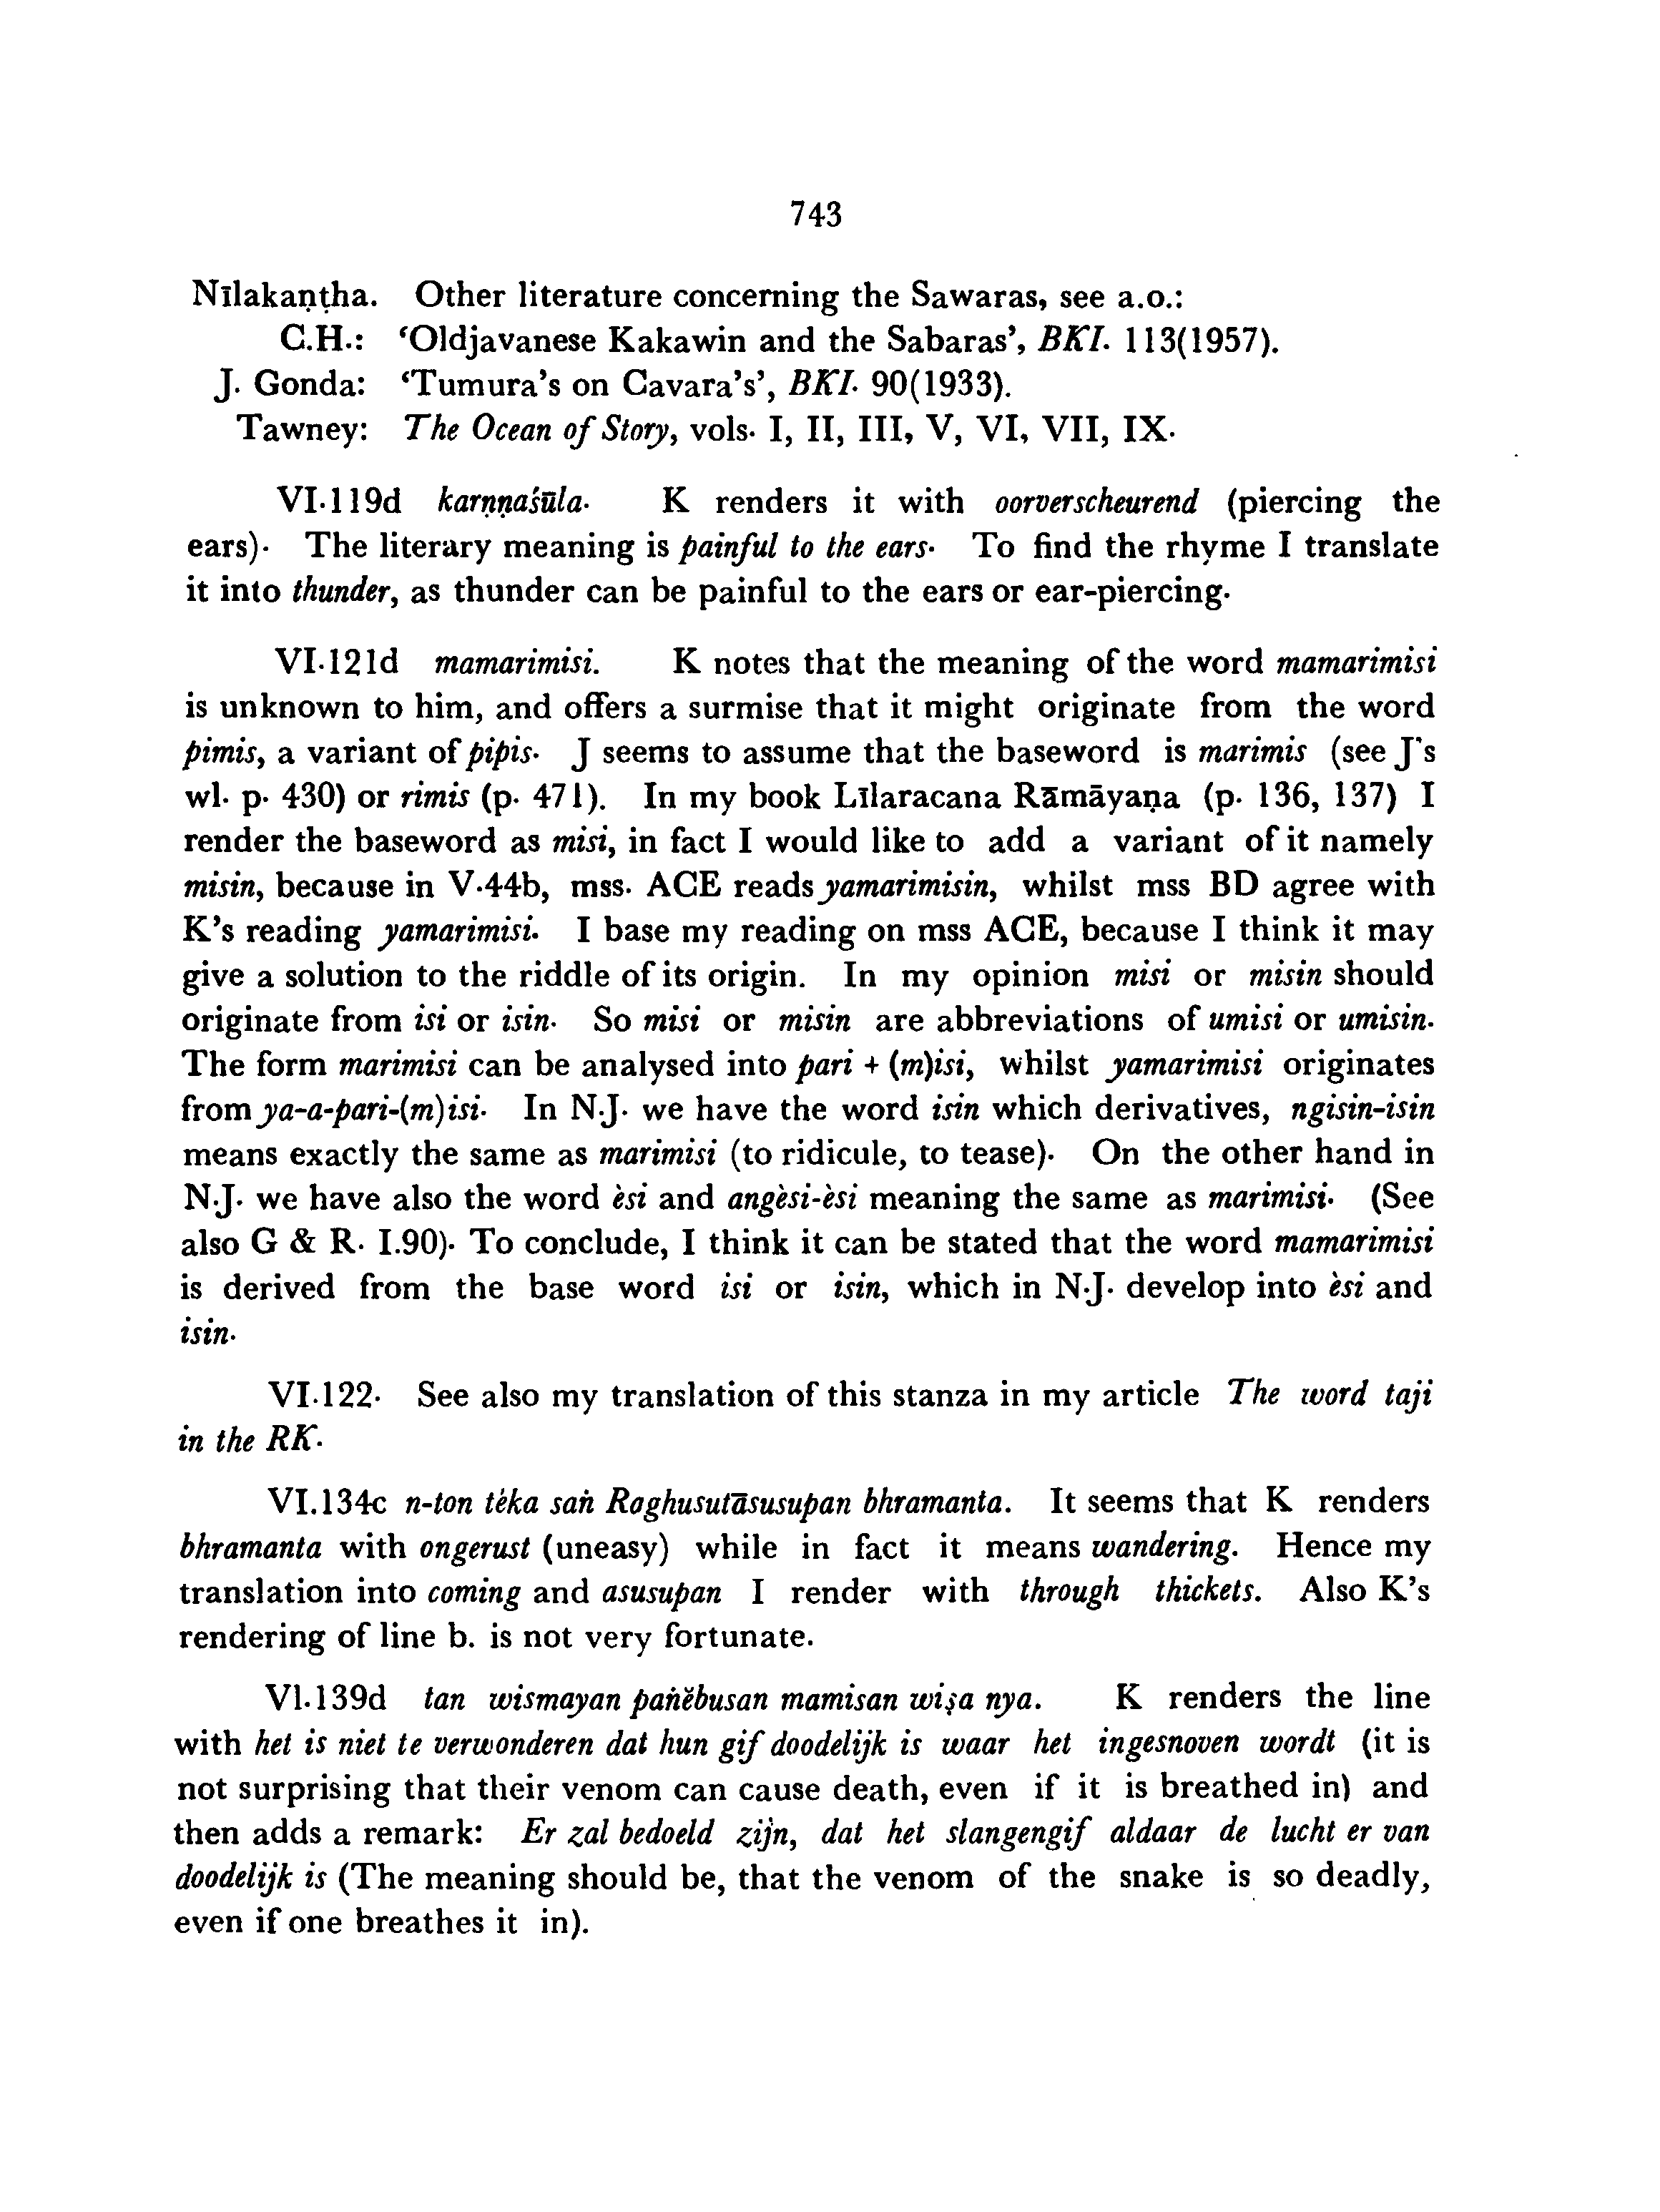 743
Nīlakaṇṭha. Other literature concerning the Sawaras, see a.o.:
C.H.: ‘Oldjavanese Kakawin and the Sabaras’, BKI. 113(1957).
J. Gonda: ‘Tumura’s on Cavara’s’, BKI. 90(1933).
Tawney: The Ocean of Story, vols. I, II, III, V, VI, VII, IX.
VI.119d karṇṇaśūla. K renders it with oorverscheurend (piercing the
ears). The literary meaning is painful to the ears. To find the rhyme I translate
it into thunder, as thunder can be painful to the ears or ear-piercing.
VI.121d mamarimisi. K notes that the meaning of the word mamarimisi
is unknown to him, and offers a surmise that it might originate from the word
pimis, a variant of pipis. J seems to assume that the baseword is marimis (see J's
wl. p. 430) or rimis (p. 471). In my book Līlaracana Rāmāyaṇa (p. 136, 137) I
render the baseword as misi, in fact I would like to add a variant of it namely
misin, because in V.44b, mss. ACE reads yamarimisin, whilst mss BD agree with
K’s reading yamarimisi. I base my reading on mss ACE, because I think it may
give a solution to the riddle of its origin. In my opinion misi or misin should
originate from isi or isin. So misi or misin are abbreviations of umisi or umisin.
The form marimisi can be analysed into pari + (m)isi, whilst yamarimisi originates
from ya-a-pari-(m)isi. In N.J. we have the word isin which derivatives, ngisin-isin
means exactly the same as marimisi (to ridicule, to tease). On the other hand in
N.J. we have also the word èsi and angèsi-èsi meaning the same as marimisi. (See
also G & R. I.90). To conclude, I think it can be stated that the word mamarimisi
is derived from the base word isi or isin, which in N.J. develop into èsi and
isin.
VI.122. See also my translation of this stanza in my article The word taji
in the RK.
VI.134c n-ton tĕka saṅ Raghusutāsusupan bhramanta. It seems that K renders
bhramanta with ongerust (uneasy) while in fact it means wandering. Hence my
translation into coming and asusupan I render with through thickets. Also K’s
rendering of line b. is not very fortunate.
VI.139d tan wismayan paṅĕbusan mamisan wiṣa nya. K renders the line
with het is niet te verwonderen dat hun gif doodelijk is waar het ingesnoven wordt (it is
not surprising that their venom can cause death, even if it is breathed in) and
then adds a remark: Er zal bedoeld zijn, dat het slangengif aldaar de lucht er van
doodelijk is (The meaning should be, that the venom of the snake is so deadly,
even if one breathes it in).